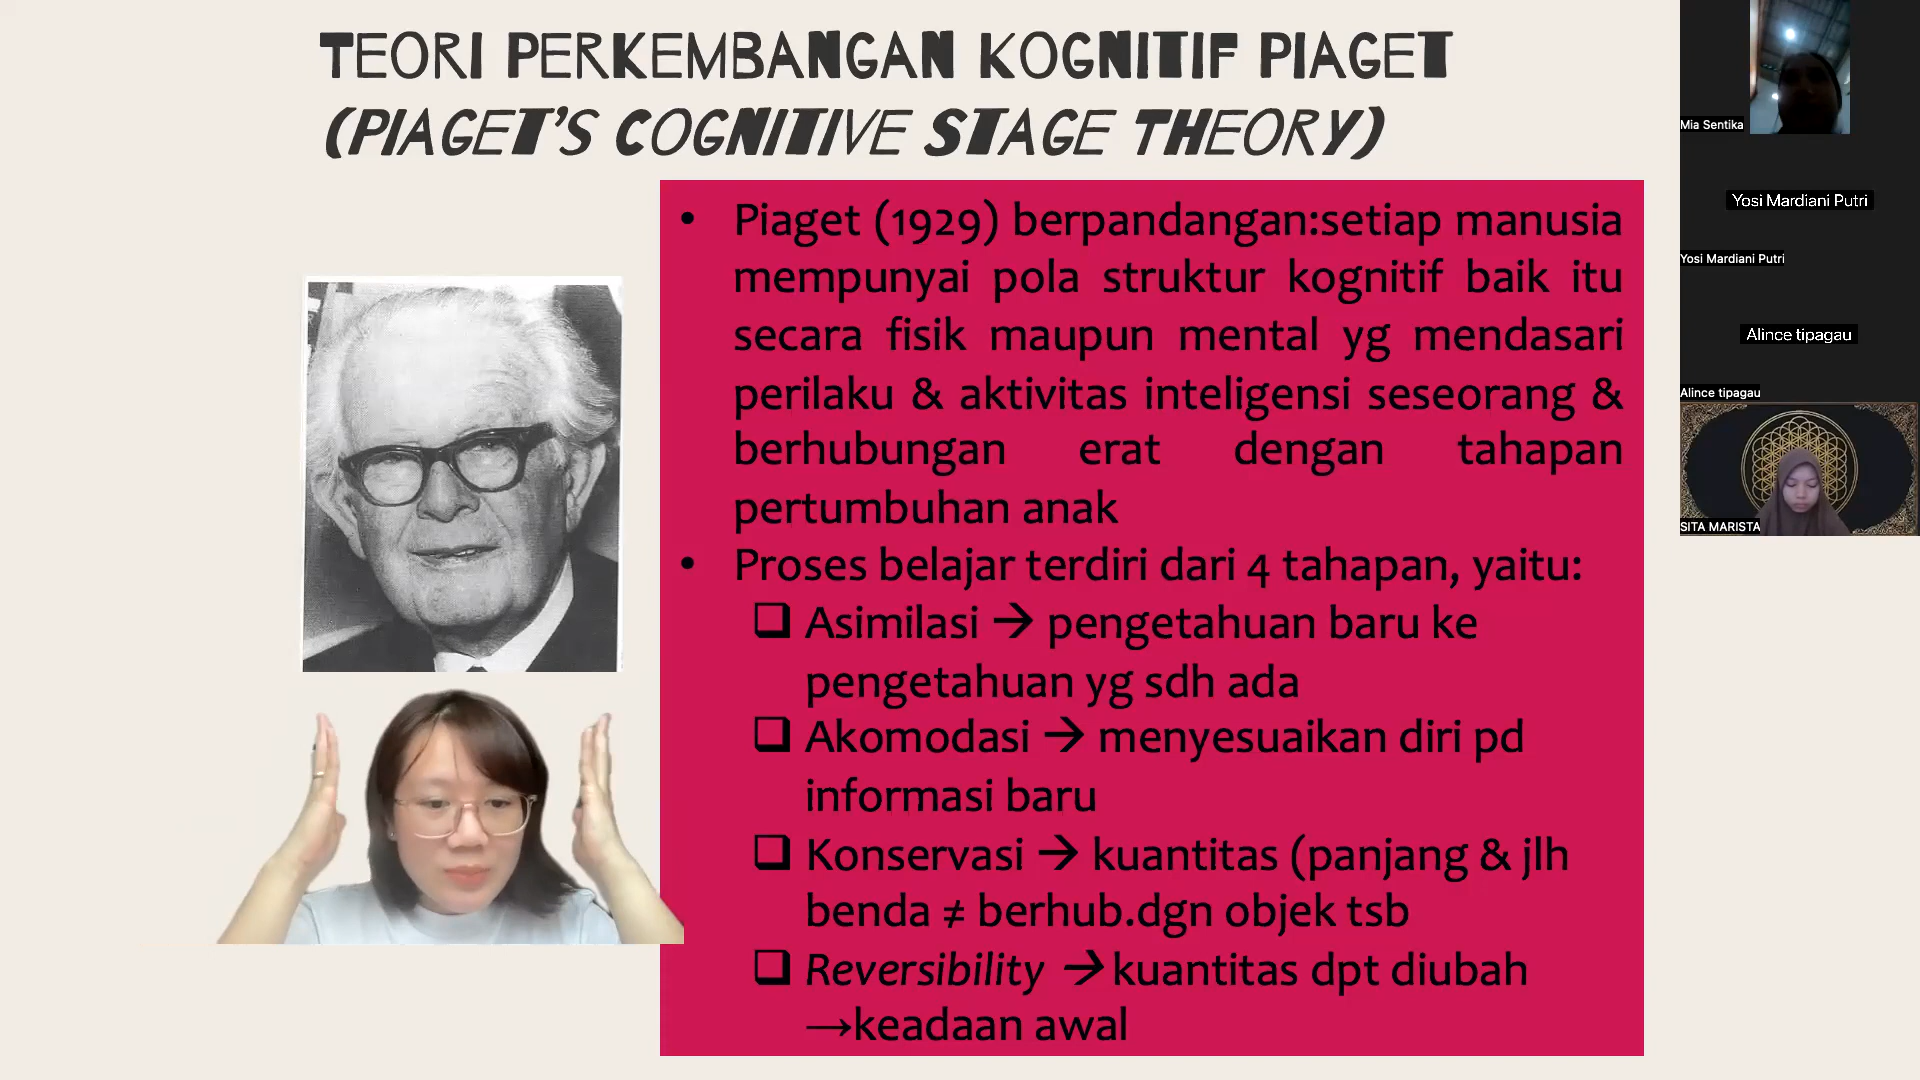 TEORI PERKEMBANGAN KOGNITIF PIAGET
(PIAGET'S COGNITIVE STAGE THEORY)
• Piaget (1929) berpandangan:setiap manusia
mempunyai pola struktur kognitif baik itu
secara fisik maupun mental yg mendasari
perilaku & aktivitas inteligensi seseorang &
berhubungan erat dengan tahapan
pertumbuhan anak
• Proses belajar terdiri dari 4 tahapan, yaitu:
❑ Asimilasi → pengetahuan baru ke
pengetahuan yg sdh ada
❑ Akomodasi → menyesuaikan diri pd
informasi baru
❑ Konservasi → kuantitas (panjang & jlh
benda ≠ berhub.dgn objek tsb
❑ Reversibility →kuantitas dpt diubah
→keadaan awal
Mia Sentika
Yosi Mardiani Putri
Yosi Mardiani Putri
Alince tipagau
Alince tipagau
SITA MARISTA